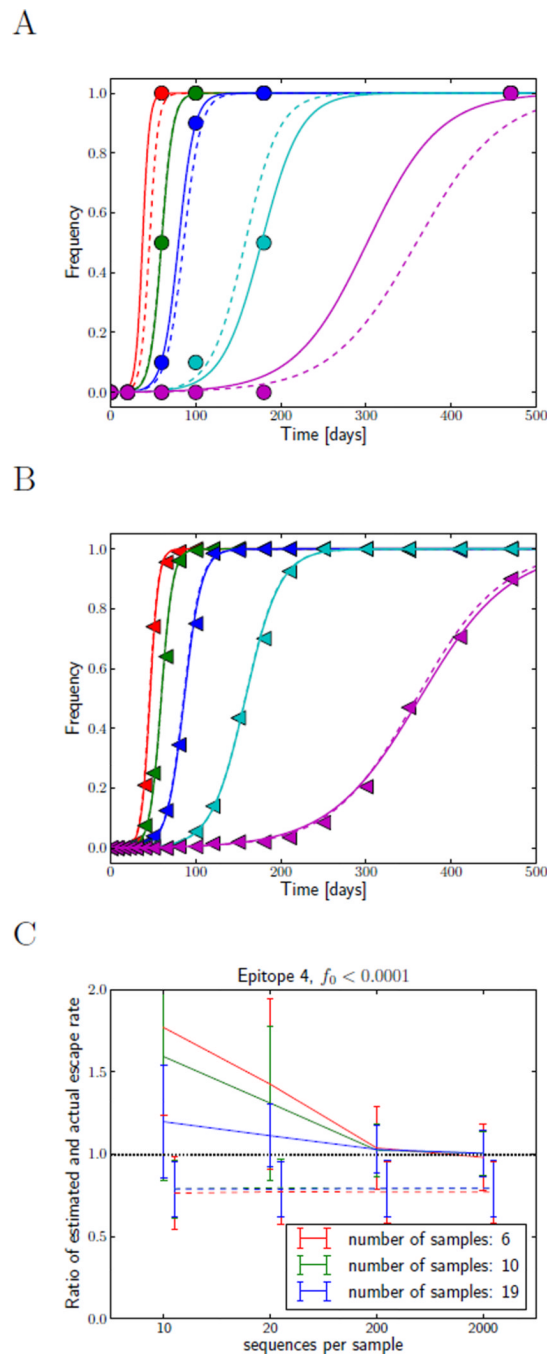 A
1.0
0.8
0.6
0.4
0.2
0.0
Frequency
0 100 200 300 400 500
Time [days]
B
1.0
0.8
0.6
0.4
0.2
0.0
Frequency
0 100 200 300 400 500
Time [days]
C
Epitope 4, f₀ < 0.0001
2.0
1.5
1.0
0.5
0.0
Ratio of estimated and actual escape rate
number of samples: 6
number of samples: 10
number of samples: 19
10 20 200 2000
sequences per sample